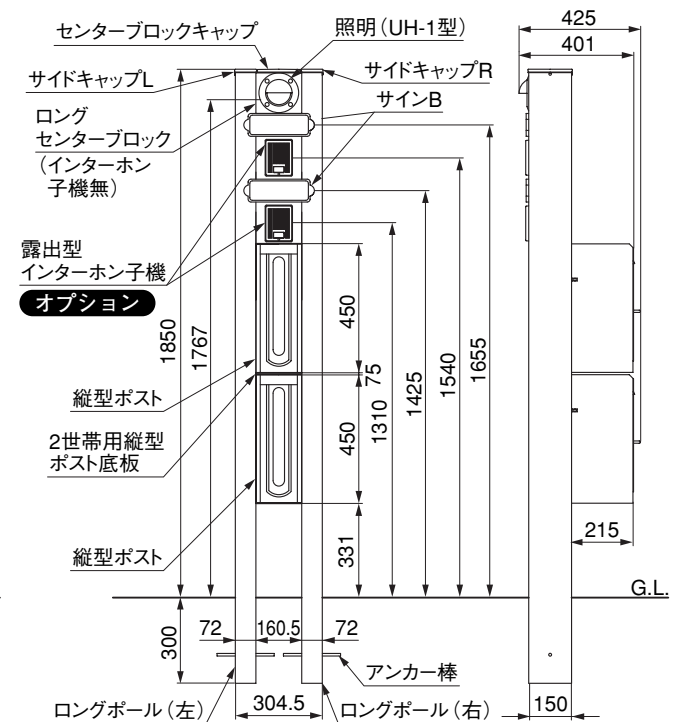 センターブロックキャップ
照明（UH-1型）
425
401
サイドキャップL
サイドキャップR
ロング
センターブロック
（インターホン
子機無）
サインB
露出型
インターホン子機
オプション
1850
1767
450
75
1310
1425
1540
1655
縦型ポスト
2世帯用縦型
ポスト底板
450
縦型ポスト
331
215
G.L.
300
72
160.5
72
アンカー棒
ロングポール（左）
304.5
ロングポール（右）
150